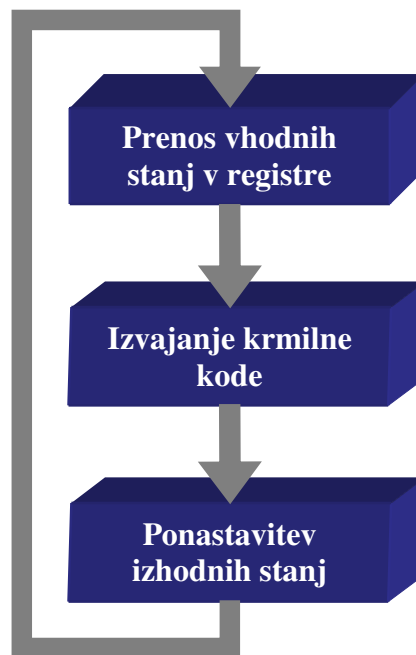 Prenos vhodnih
stanj v registre
Izvajanje krmilne
kode
Ponastavitev
izhodnih stanj